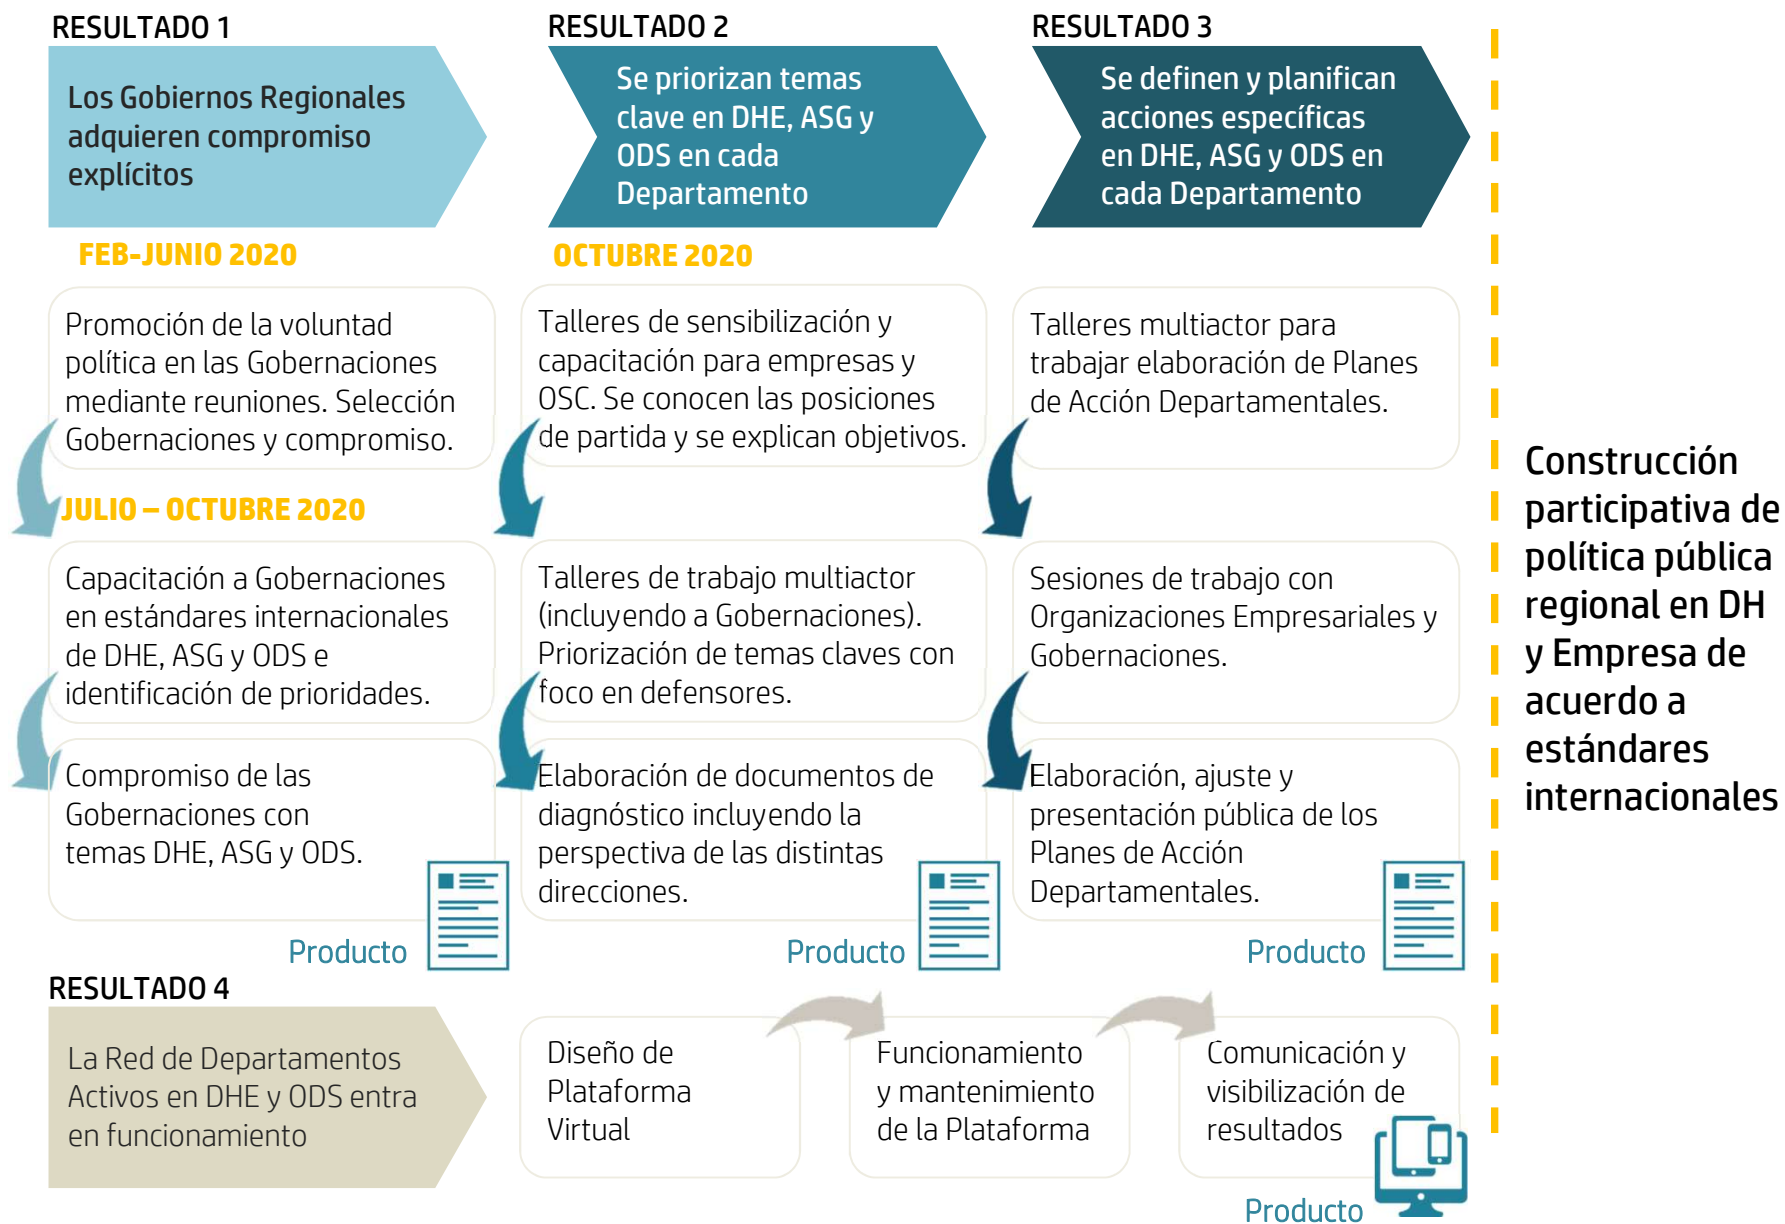 RESULTADO 1
Los Gobiernos Regionales
adquieren compromiso
explícitos
FEB-JUNIO 2020
Promoción de la voluntad
política en las Gobernaciones
mediante reuniones. Selección
Gobernaciones y compromiso.
JULIO – OCTUBRE 2020
Capacitación a Gobernaciones
en estándares internacionales
de DHE, ASG y ODS e
identificación de prioridades.
Compromiso de las
Gobernaciones con
temas DHE, ASG y ODS.
Producto
RESULTADO 2
Se priorizan temas
clave en DHE, ASG y
ODS en cada
Departamento
OCTUBRE 2020
Talleres de sensibilización y
capacitación para empresas y
OSC. Se conocen las posiciones
de partida y se explican objetivos.
Talleres de trabajo multiactor
(incluyendo a Gobernaciones).
Priorización de temas claves con
foco en defensores.
Elaboración de documentos de
diagnóstico incluyendo la
perspectiva de las distintas
direcciones.
Producto
RESULTADO 3
Se definen y planifican
acciones específicas
en DHE, ASG y ODS en
cada Departamento
Talleres multiactor para
trabajar elaboración de Planes
de Acción Departamentales.
Sesiones de trabajo con
Organizaciones Empresariales y
Gobernaciones.
Elaboración, ajuste y
presentación pública de los
Planes de Acción
Departamentales.
Producto
RESULTADO 4
La Red de Departamentos
Activos en DHE y ODS entra
en funcionamiento
Diseño de
Plataforma
Virtual
Funcionamiento
y mantenimiento
de la Plataforma
Comunicación y
visibilización de
resultados
Producto
Construcción
participativa de
política pública
regional en DH
y Empresa de
acuerdo a
estándares
internacionales